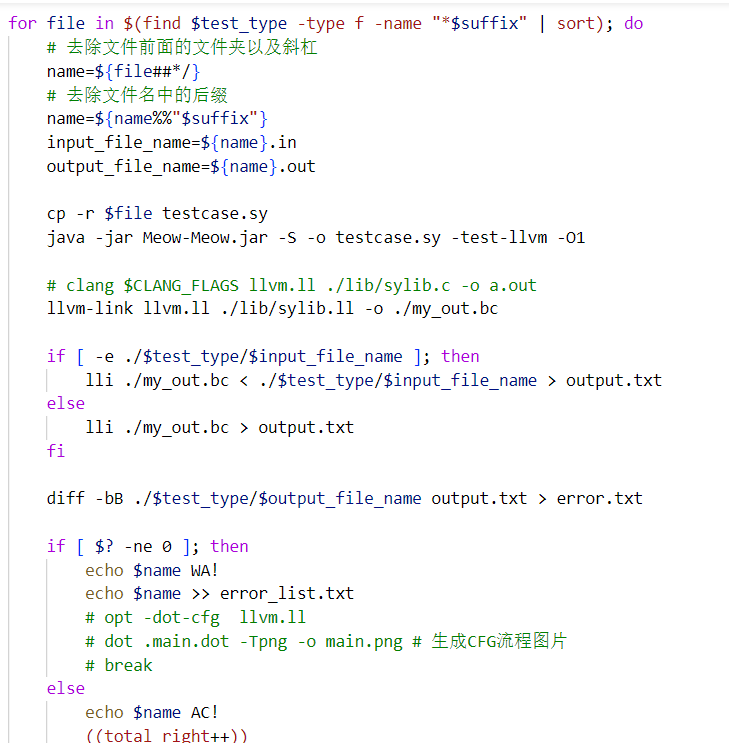 for file in $(find $test_type -type f -name "*$suffix" | sort); do
    # 去除文件前面的文件夹以及斜杠
    name=${file##*/}
    # 去除文件名中的后缀
    name=${name%%"$suffix"}
    input_file_name=${name}.in
    output_file_name=${name}.out

    cp -r $file testcase.sy
    java -jar Meow-Meow.jar -S -o testcase.sy -test-llvm -O1

    # clang $CLANG_FLAGS llvm.ll ./lib/sylib.c -o a.out
    llvm-link llvm.ll ./lib/sylib.ll -o ./my_out.bc

    if [ -e ./$test_type/$input_file_name ]; then
        lli ./my_out.bc < ./$test_type/$input_file_name > output.txt
    else
        lli ./my_out.bc > output.txt
    fi

    diff -bB ./$test_type/$output_file_name output.txt > error.txt

    if [ $? -ne 0 ]; then
        echo $name WA!
        echo $name >> error_list.txt
        # opt -dot-cfg  llvm.ll
        # dot .main.dot -Tpng -o main.png # 生成CFG流程图片
        # break
    else
        echo $name AC!
        ((total_right++))